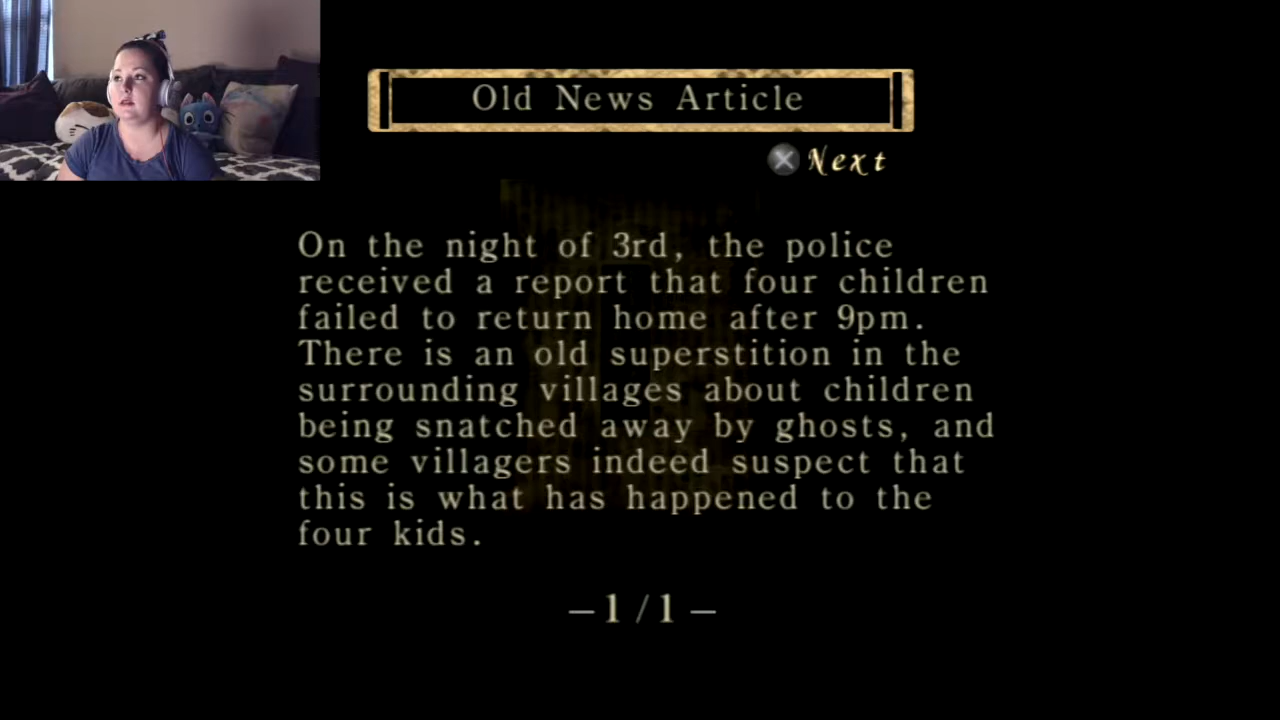 Old News Article
Next
On the night of 3rd, the police
received a report that four children
failed to return home after 9pm.
There is an old superstition in the
surrounding villages about children
being snatched away by ghosts, and
some villagers indeed suspect that
this is what has happened to the
four kids.
–1/1–